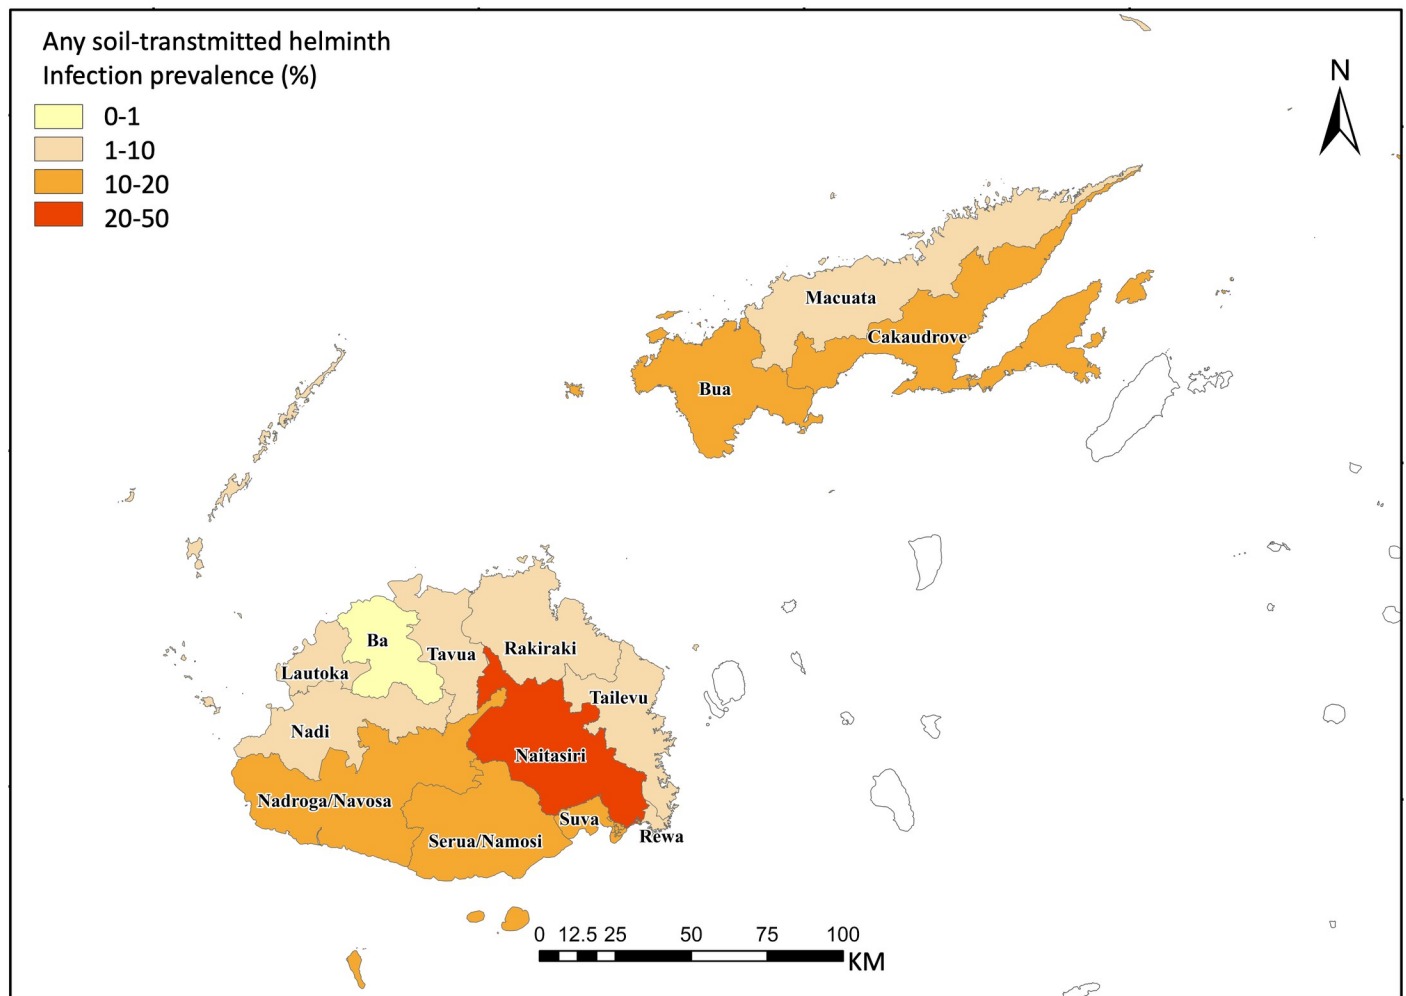 Any soil-transtmitted helminth
Infection prevalence (%)
0-1
1-10
10-20
20-50
N
Macuata
Cakaudrove
Bua
Ba
Tavua
Rakiraki
Lautoka
Tailevu
Nadi
Naitasiri
Nadroga/Navosa
Suva
Serua/Namosi
Rewa
0 12.5 25 50 75 100
KM